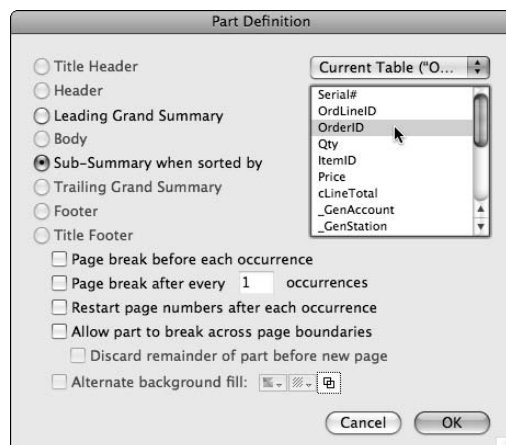 Part Definition
Title Header
Header
Leading Grand Summary
Body
Sub-Summary when sorted by
Trailing Grand Summary
Footer
Title Footer
Current Table ("O...
Serial#
OrdLineID
OrderID
Qty
ItemID
Price
cLineTotal
_GenAccount
_GenStation
Page break before each occurrence
Page break after every 1 occurrences
Restart page numbers after each occurrence
Allow part to break across page boundaries
Discard remainder of part before new page
Alternate background fill:
Cancel OK